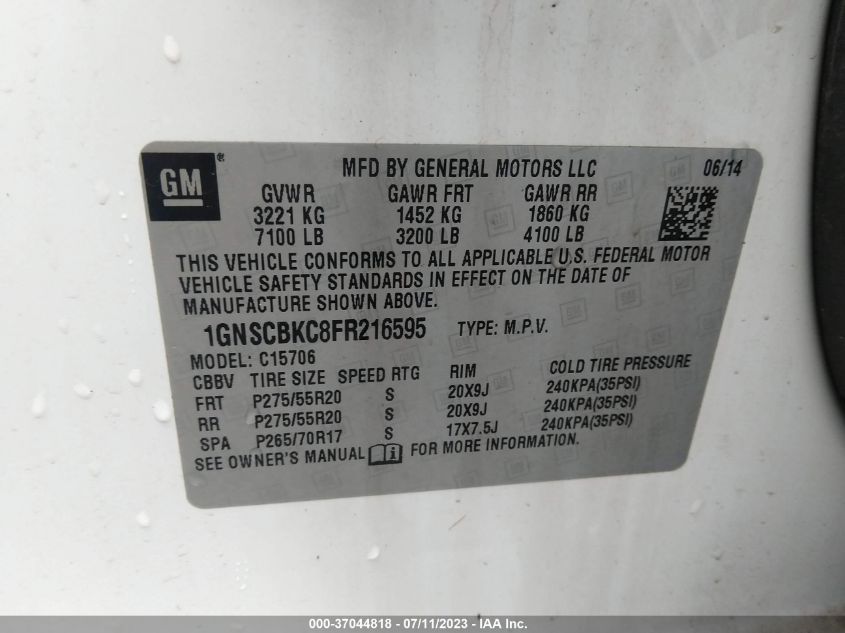 GM ® MFD BY GENERAL MOTORS LLC 06/14
GVWR GAWR FRT GAWR RR
3221 KG 1452 KG 1860 KG
7100 LB 3200 LB 4100 LB
THIS VEHICLE CONFORMS TO ALL APPLICABLE U.S. FEDERAL MOTOR
VEHICLE SAFETY STANDARDS IN EFFECT ON THE DATE OF
MANUFACTURE SHOWN ABOVE.
1GNSCBKC8FR216595 TYPE: M.P.V.
MODEL: C15706
CBBV TIRE SIZE SPEED RTG RIM COLD TIRE PRESSURE
FRT P275/55R20 S 20X9J 240KPA(35PSI)
RR P275/55R20 S 20X9J 240KPA(35PSI)
SPA P265/70R17 S 17X7.5J 240KPA(35PSI)
SEE OWNER'S MANUAL i FOR MORE INFORMATION.
000-37044818 - 07/11/2023 - IAAI.com - Copyright